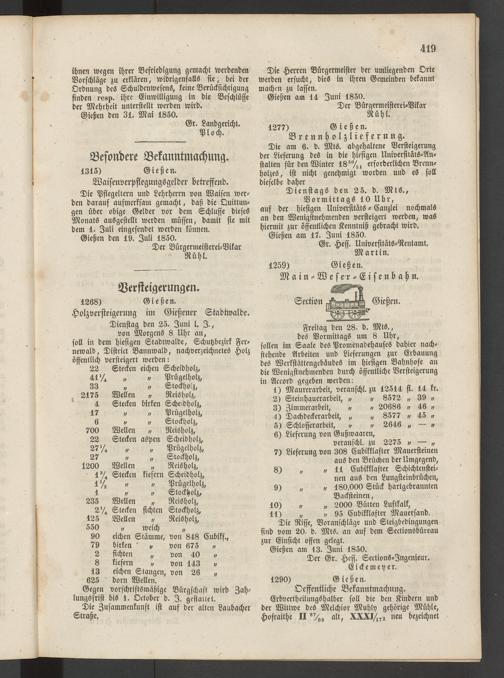 419
ihnen wegen ihrer Befriedigung gemacht werdenden
Vorschläge zu erklären, widrigenfalls sie, bei der
Ordnung des Schuldenwesens, keine Berücksichtigung
finden resp. ihre Einwilligung in die Beschlüsse
der Mehrheit unterstellt werden wird.
Gießen den 31. Mai 1850.
Gr. Landgericht.
Ploch.
Besondere Bekanntmachung.
1315) Gießen.
Waisenverpflegungsgelder betreffend.
Die Pflegeltern und Lehrherrn von Waisen wer-
den darauf aufmerksam gemacht, daß die Quittun-
gen über obige Gelder vor dem Schlusse dieses
Monats ausgestellt werden müssen, damit sie mit
dem 1. Juli eingesendet werden können.
Gießen den 19. Juli 1850.
Der Bürgermeisterei-Vikar
Rühl.
Versteigerungen.
1268) Gießen.
Holzversteigerung im Gießener Stadtwalde.
Dienstag den 25. Juni l. J.,
von Morgens 8 Uhr an,
soll in hiesigem Stadtwalde, Schutzbezirk Fer-
newald, District Bannwald, nachverzeichnetes Holz
öffentlich versteigert werden:
22 Stecken eichen Scheidholz,
41¼ „ „ Prügelholz,
33 „ „ Stockholz,
2175 Wellen „ Reisholz,
4 Stecken birken Scheidholz,
17 „ „ Prügelholz,
6 „ „ Stockholz,
700 Wellen „ Reisholz,
22 Stecken aspen Scheidholz,
27¼ „ „ Prügelholz,
27 „ „ Stockholz,
1200 Wellen „ Reisholz,
Stecken kiefern Scheidholz,
„ „ Prügelholz,
1 „ „ Stockholz,
235 Wellen „ Reisholz,
2¼ Stecken fichten Stockholz,
125 Wellen „ Reisholz,
550 „ weich „
90 eichen Stämme, von 848 Cubikf.,
79 birken „ von 675 „
2 fichten „ von 40 „
8 kiefern „ von 143 „
13 eichen Stangen, von 26 „
625 dorn Wellen.
Gegen vorschriftsmäßige Bürgschaft wird Zah-
lungsfrist bis 1. October d. J. gestattet.
Die Zusammenkunft ist auf der alten Laubacher
Straße,
Die Herren Bürgermeister der umliegenden Orte
werden ersucht, dies in ihren Gemeinden bekannt
machen zu lassen.
Gießen am 14 Juni 1850.
Der Bürgermeisterei-Vikar
Rühl.
1277) Gießen.
Brennholzlieferung.
Die am 6. d. Mts. abgehaltene Versteigerung
der Lieferung des in die hiesigen Universitäts-An-
stalten für den Winter 1850/51 erforderlichen Brenn-
holzes, ist nicht genehmigt worden und es soll
dieselbe daher
Dienstags den 25. d. Mts.,
Vormittags 10 Uhr,
auf der hiesigen Universitäts-Canzlei nochmals
an den Wenigstnehmenden versteigert werden, was
hiermit zur öffentlichen Kenntniß gebracht wird.
Gießen am 17. Juni 1850.
Gr. Hess. Universitäts-Rentamt.
Martin.
1259) Gießen.
Main-Weser-Eisenbahn.
Section Gießen.
Freitag den 28. d. Mts.,
des Vormittags um 8 Uhr,
sollen im Saale des Promenadehauses dahier nach-
stehende Arbeiten und Lieferungen zur Erbauung
des Werkstättengebäudes im hiesigen Bahnhofe an
die Wenigstnehmenden durch öffentliche Versteigerung
in Accord gegeben werden:
1) Maurerarbeit, veranschl. zu 12514 fl. 14 kr.
2) Steinhauerarbeit, „ „ 8572 „ 39 „
3) Zimmerarbeit, „ „ 20686 „ 46 „
4) Dachdeckerarbeit, „ „ 8577 „ 45 „
5) Schlosserarbeit, „ „ 2646 „ — „
6) Lieferung von Gußwaaren,
veranschl. zu 2275 „ — „
7) Lieferung von 308 Cubikklafter Mauersteinen
aus den Brüchen der Umgegend,
8) „ „ 11 Cubikklafter Schichtenstei-
nen aus den Lungsteinbrüchen,
9) „ „ 180,000 Stück hartgebrannten
Backsteinen,
10) „ „ 2000 Bütten Luftkalk,
11) „ „ 95 Cubikklafter Mauersand.
Die Risse, Voranschläge und Steigbedingungen
sind vom 20. d. Mts. an auf dem Sectionsbüreau
zur Einsicht offen gelegt.
Gießen am 13. Juni 1850.
Der Gr. Hess. Sections-Ingenieur.
Eickemeyer.
1290) Gießen.
Oeffentliche Bekanntmachung.
Erbvertheilungshalber soll die den Kindern und
der Wittwe des Melchior Muhly gehörige Mühle,
Hofraithe II alt, XXXI/172 neu bezeichnet